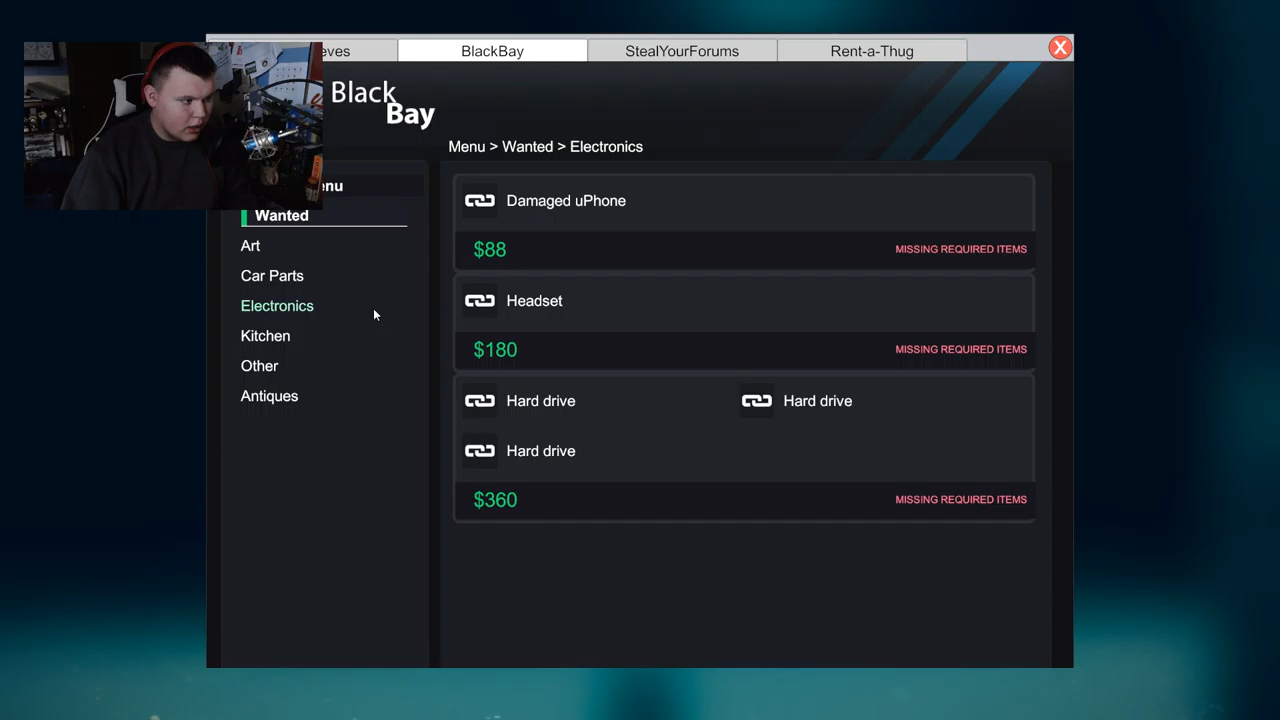 eves BlackBay StealYourForums Rent-a-Thug X
Black
Bay
Menu > Wanted > Electronics
enu
Wanted
Art
Car Parts
Electronics
Kitchen
Other
Antiques
Damaged uPhone
$88 MISSING REQUIRED ITEMS
Headset
$180 MISSING REQUIRED ITEMS
Hard drive Hard drive
Hard drive
$360 MISSING REQUIRED ITEMS